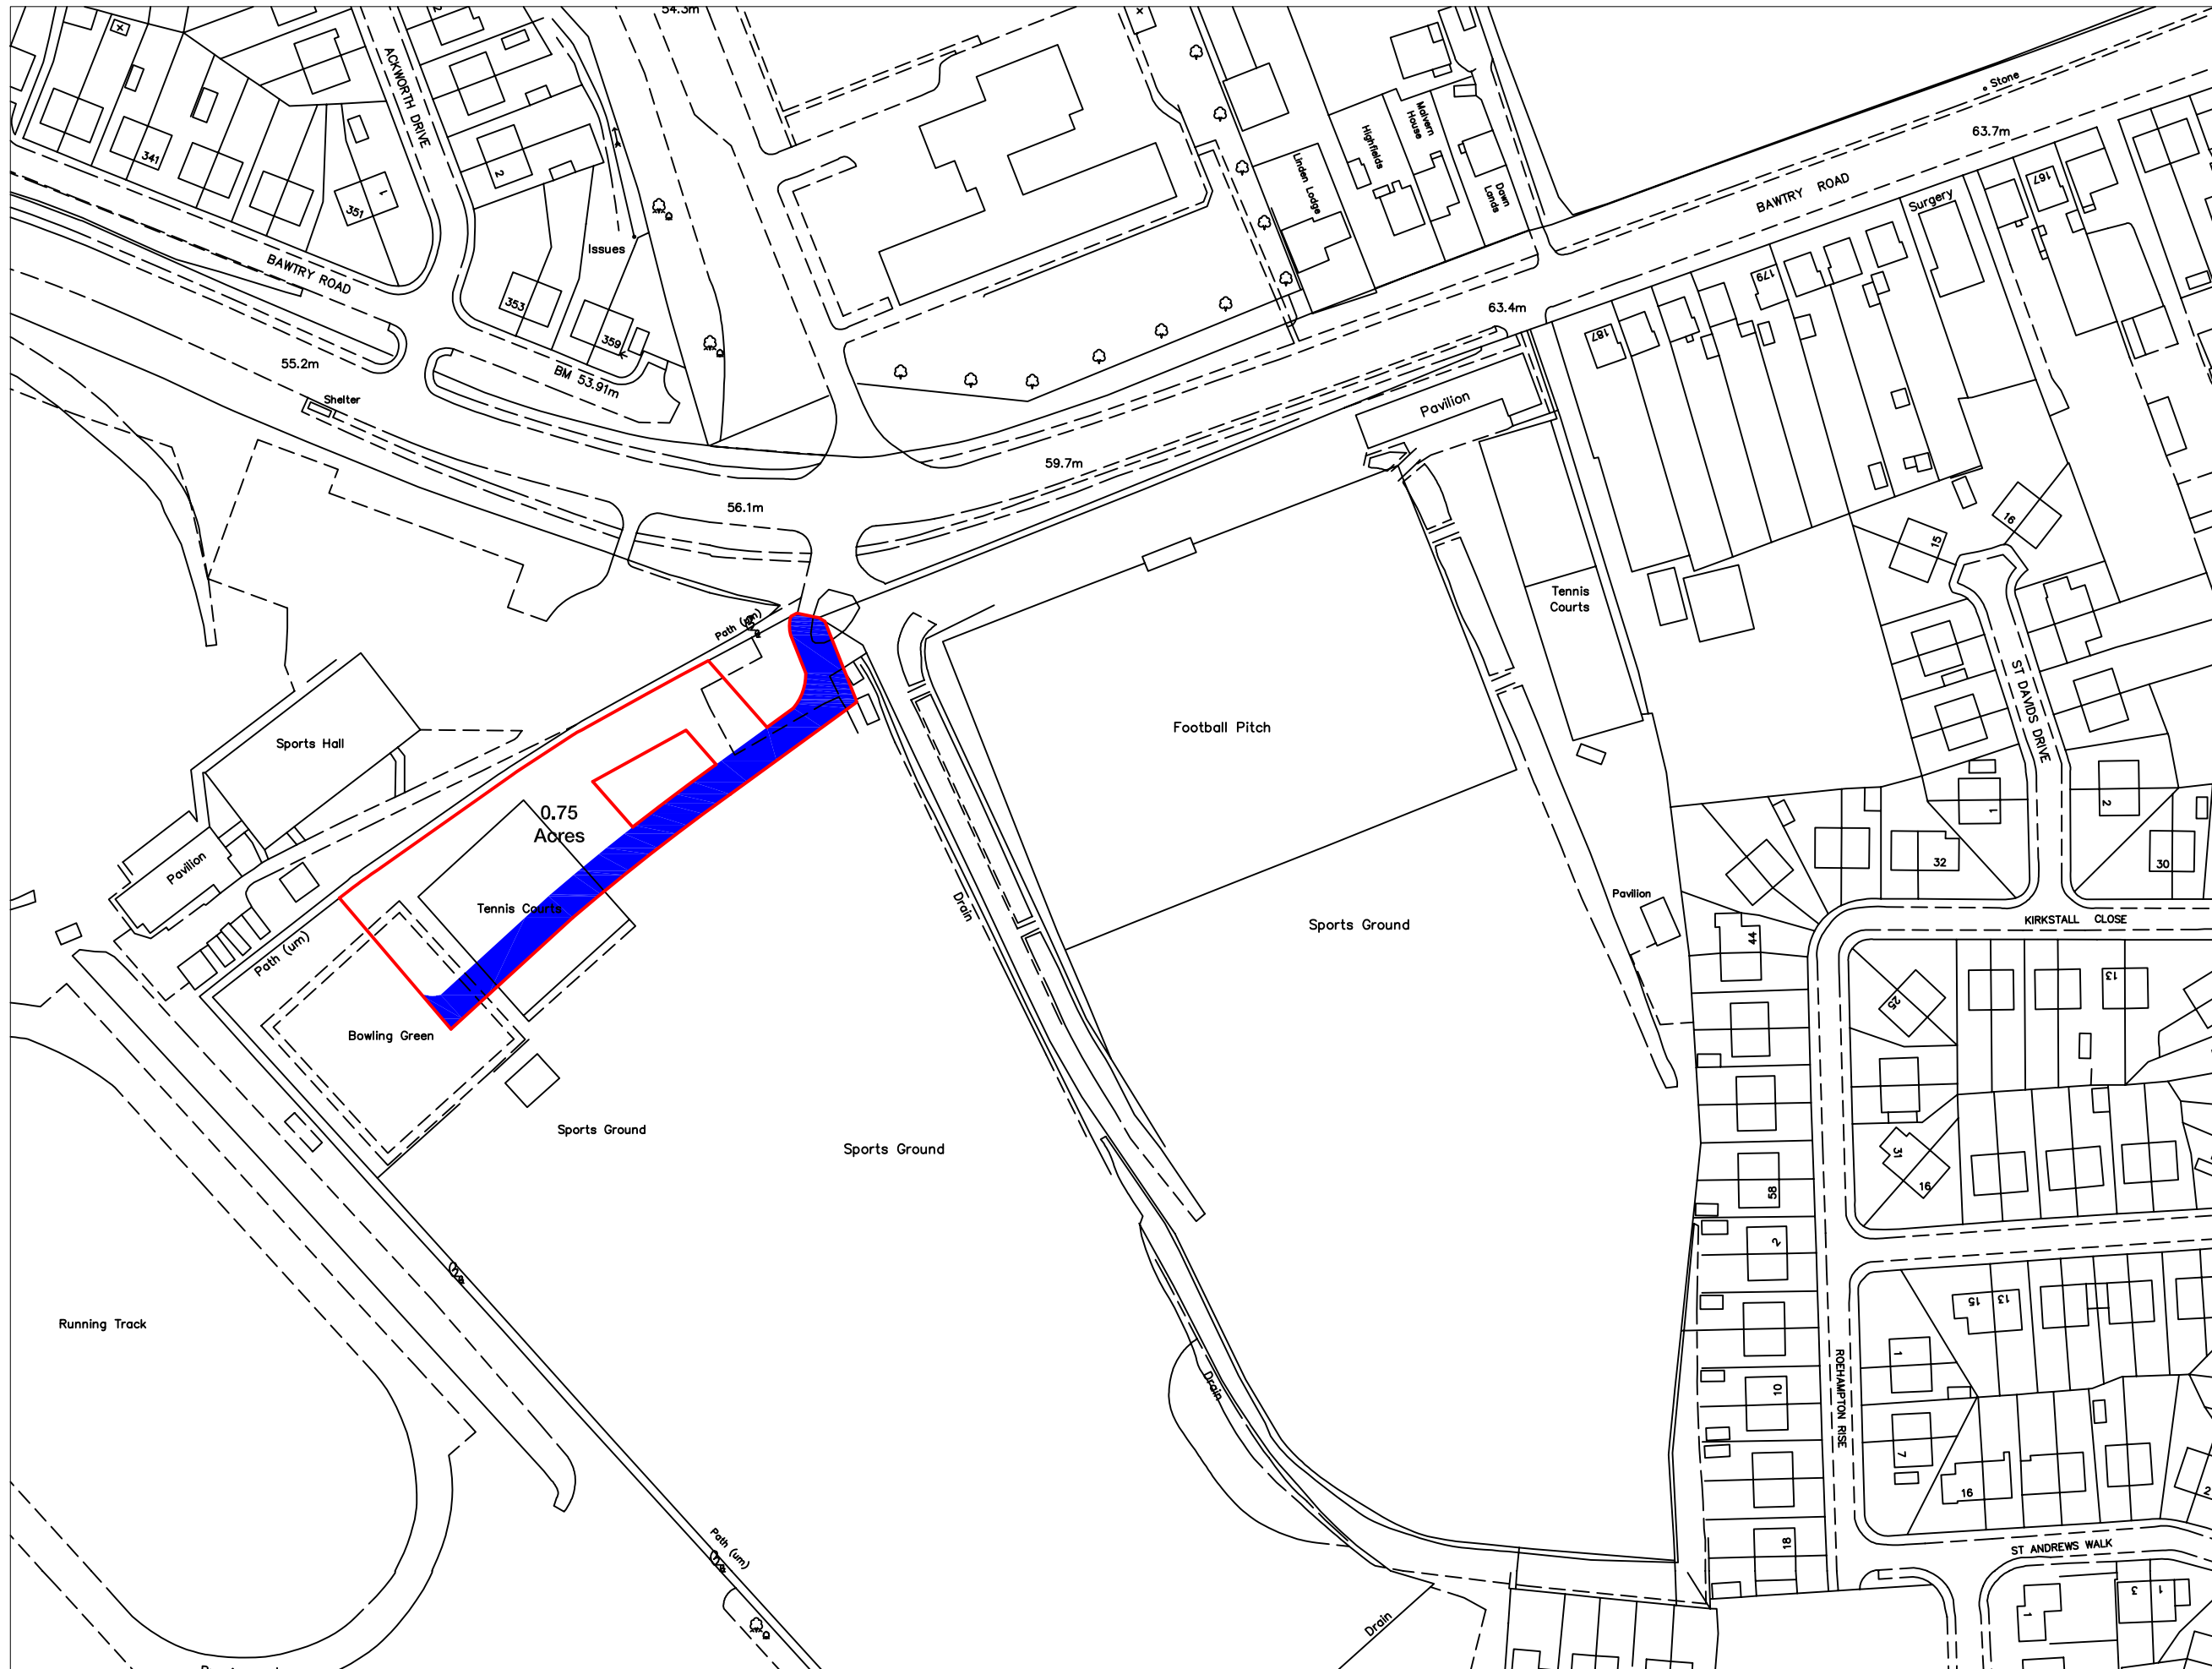 54.3m
ACKWORTH DRIVE
2
341
351
1
2
Issues
353
359
BAWTRY ROAD
BM 53.91m
55.2m
Shelter
56.1m
59.7m
Linden Lodge
Highfields
Malvern
House
Dawn
Lands
Stone
63.7m
BAWTRY ROAD
63.4m
Surgery
167
179
187
Pavilion
Tennis
Courts
15
16
ST DAVIDS DRIVE
Path (um)
Sports Hall
Football Pitch
0.75
Acres
Pavilion
Tennis Courts
Path (um)
Bowling Green
Drain
Sports Ground
Pavilion
1
2
32
30
KIRKSTALL CLOSE
44
25
13
31
16
58
2
Sports Ground
Sports Ground
Running Track
Drain
15
13
1
10
ROEHAMPTON RISE
7
16
2
18
ST ANDREWS WALK
Path (um)
Drain
1
3
1